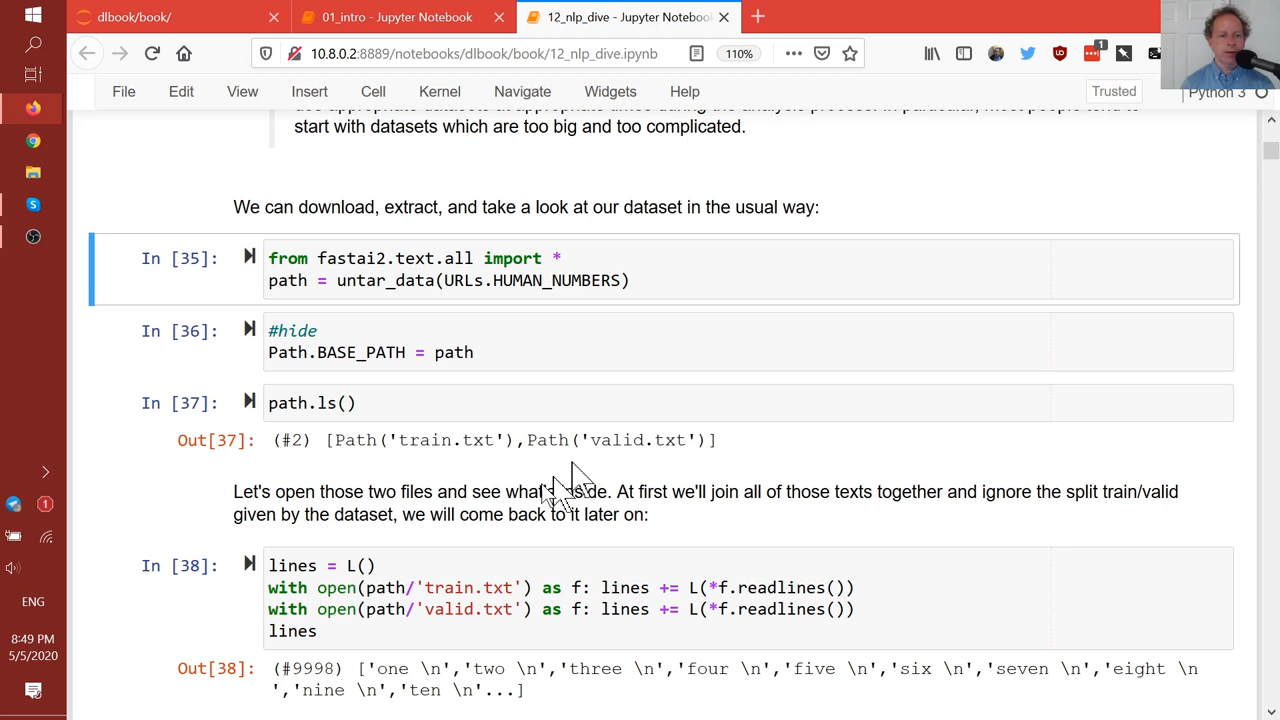 dlbook/book/
01_intro - Jupyter Notebook
12_nlp_dive - Jupyter Notebook
10.8.0.2:8889/notebooks/dlbook/book/12_nlp_dive.ipynb
110%
1
File Edit View Insert Cell Kernel Navigate Widgets Help
Trusted
Python 3
start with datasets which are too big and too complicated.
We can download, extract, and take a look at our dataset in the usual way:
In [35]:
from fastai2.text.all import *
path = untar_data(URLs.HUMAN_NUMBERS)
In [36]:
#hide
Path.BASE_PATH = path
In [37]:
path.ls()
Out[37]:
(#2) [Path('train.txt'),Path('valid.txt')]
Let's open those two files and see what's inside. At first we'll join all of those texts together and ignore the split train/valid
given by the dataset, we will come back to it later on:
In [38]:
lines = L()
with open(path/'train.txt') as f: lines += L(*f.readlines())
with open(path/'valid.txt') as f: lines += L(*f.readlines())
lines
Out[38]:
(#9998) ['one \n','two \n','three \n','four \n','five \n','six \n','seven \n','eight \n
','nine \n','ten \n'...]
1
ENG
8:49 PM
5/5/2020